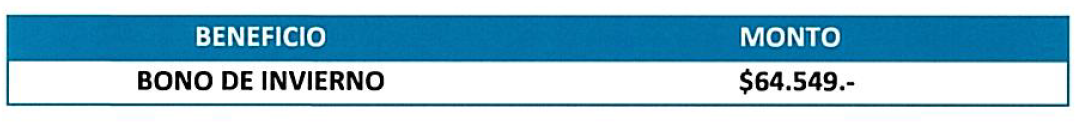 BENEFICIO MONTO
BONO DE INVIERNO $64.549.-